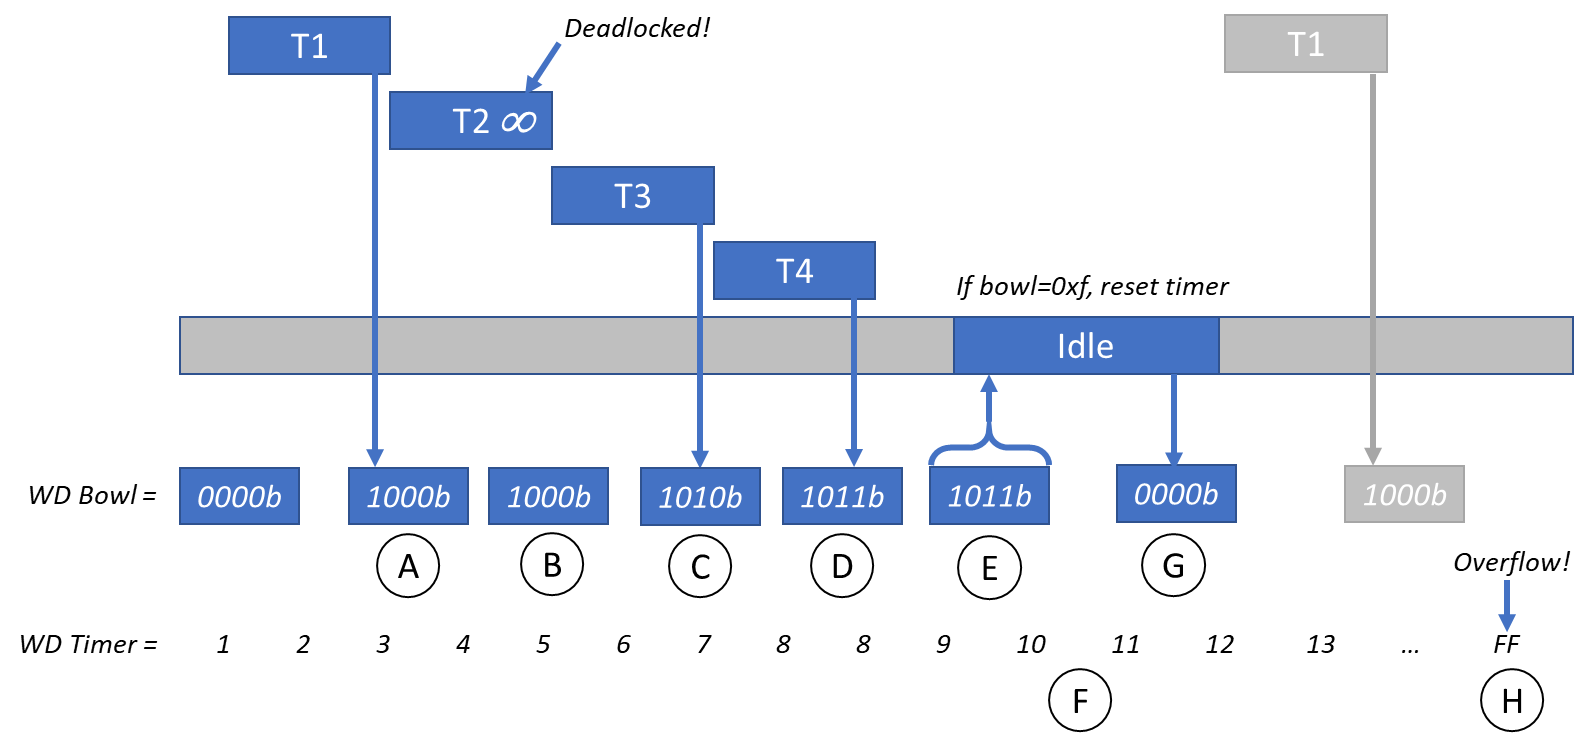 Deadlocked!
T1
T1
T2 ∞
T3
T4
If bowl=0xf, reset timer
Idle
WD Bowl = 0000b 1000b 1000b 1010b 1011b 1011b 0000b 1000b
A B C D E G
Overflow!
WD Timer = 1 2 3 4 5 6 7 8 8 9 10 11 12 13 ... FF
F H